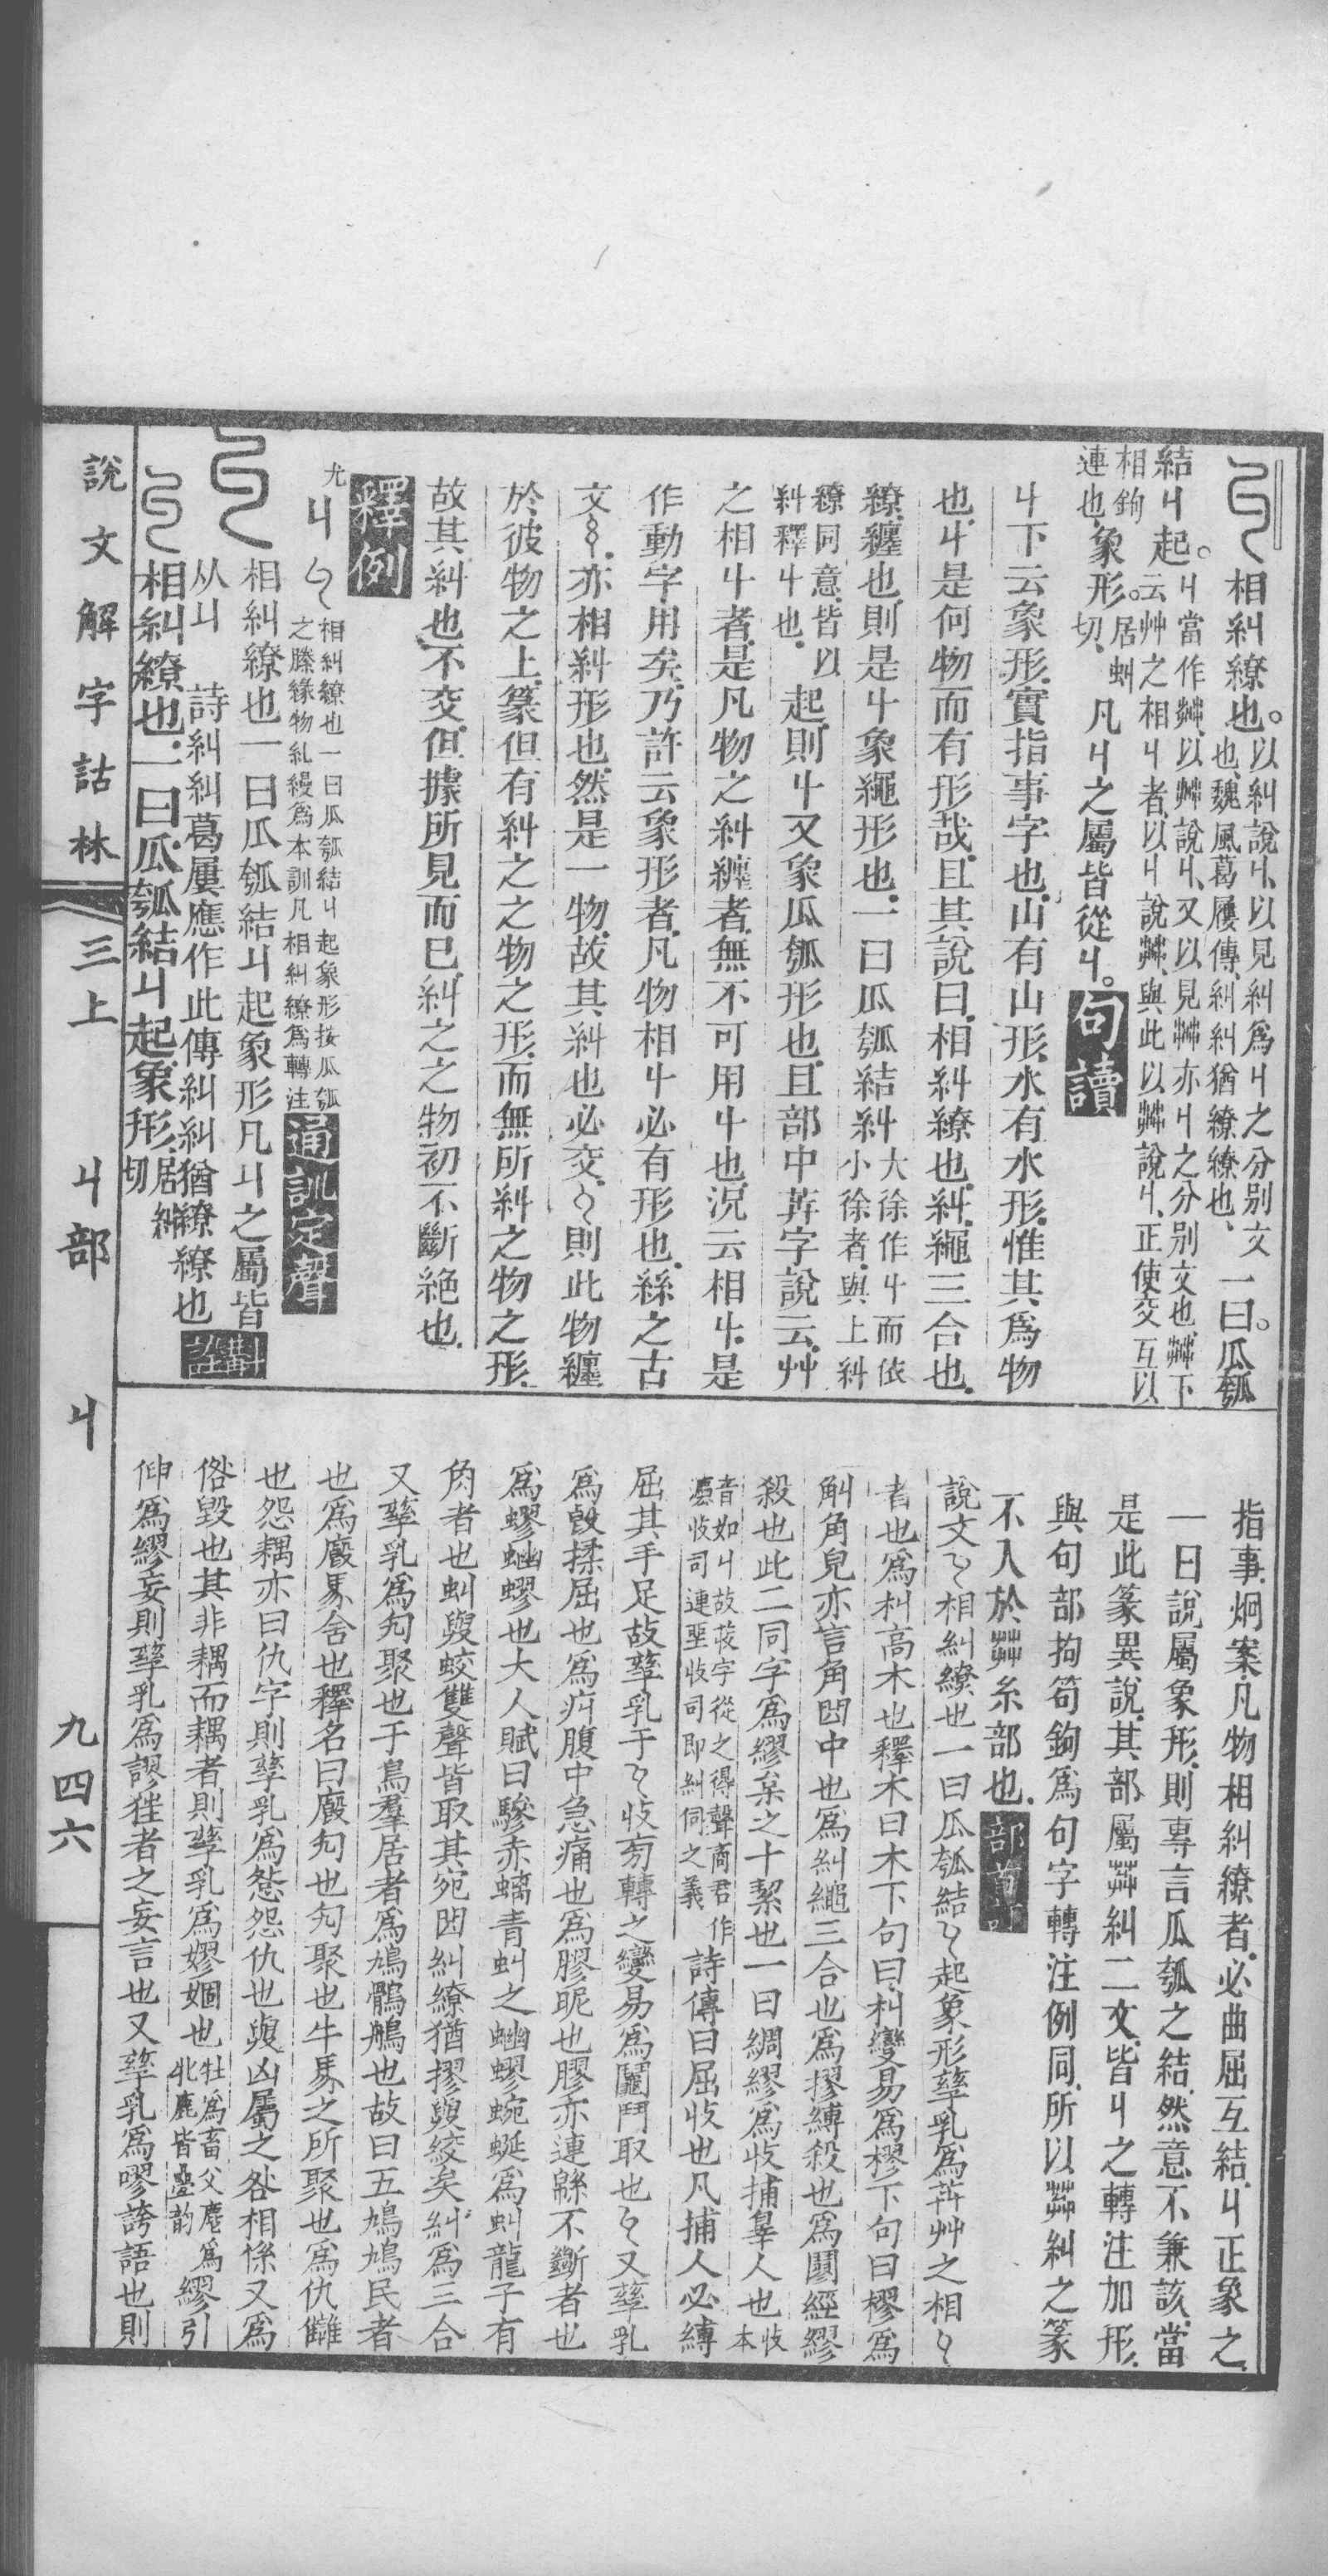 相糾繚也。以糾說丩、以見糾爲丩之分別文也、魏風葛屨傳、糾糾猶繚繚也、一曰。瓜瓠
結丩起。丩當作茻、以茻說丩、又以見茻亦丩之分別文也、茻下云艸之相丩者、以丩說茻、與此以茻說丩、正使交互以
相鉤連也、象形。居虯切、凡丩之屬皆從丩。句讀
丩下云象形、實指事字也、山有山形、水有水形、惟其爲物
也、丩是何物而有形哉、且其說曰、相糾繚也、糾、繩三合也、
繚、纏也、則是丩象繩形也、一曰瓜瓠結糾大徐作丩而依小徐者、與上糾
繚同意、皆以糾釋丩也、起、則丩又象瓜瓠形也、且部中茻字說云、艸
之相丩者、是凡物之糾纏者、無不可用丩也、況云相丩、是
作動字用矣、乃許云象形者、凡物相丩必有形也、絲之古
文、亦相糾形也、然是一物、故其糾也必交、則此物纏
於彼物之上、篆但有糾之之物之形、而無所糾之物之形、
故其糾也、不交、但據所見而已、糾之之物、初不斷絕也、
釋例
尤丩 相糾繚也一曰瓜瓠結丩起象形按瓜瓠之縢緣物糺縵爲本訓凡相糾繚爲轉注 通訓定聲
相糾繚也一曰瓜瓠結丩起象形凡丩之屬皆
从丩 詩糾糾葛屨應作此傳糾糾猶繚繚也 斠詮
相糾繚也、一曰、瓜瓠結丩起、象形、居糾切
指事、炯案凡物相糾繚者、必曲屈互結、丩正象之、
一曰說屬象形、則專言瓜瓠之結、然意不兼該、當
是此篆異說、其部屬茻糾二文、皆丩之轉注加形、
與句部拘笱鉤爲句字轉注例同、所以茻糾之篆
不入於茻糸部也、部首訂
說文相糾繚也一曰瓜瓠結起象形孳乳爲茻艸之相
者也爲朻高木也釋木曰木下句曰朻變易爲樛下句曰樛爲
觓角皃亦言角㽞中也爲糾繩三合也爲摎縛殺也爲䦧經繆
殺也此二同字爲繆枲之十絜也一曰綢繆爲收捕辠人也收本
音如丩故荍字從之得聲商君作慝收司連坐收司即糾伺之義詩傳曰屈收也凡捕人必縛
屈其手足故孳乳于收旁轉之變易爲鬮鬥取也又孳乳
爲𣪘揉屈也爲疛腹中急痛也爲膠昵也膠亦連緜不斷者也
爲蟉蚴蟉也大人賦曰驂赤螭青虯之蚴蟉蜿蜒爲虯龍子有
角者也虯叟蛟雙聲皆取其宛㽞糾繚猶摎叟絞矣糾爲三合
又孳乳爲勼聚也于鳥羣居者爲鳩鶻鵃也故曰五鳩鳩民者
也爲廄馬舍也釋名曰廄勼也勼聚也牛馬之所聚也爲仇讎
也怨耦亦曰仇字則孳乳爲𠴡怨仇也凶屬之咎相係又爲
俗毀也其非耦而耦者則孳乳爲嫪婟也牡爲畜父麀爲牝鹿皆疊韵繆引
伸爲繆妄則孳乳爲謬狂者之妄言也又孳乳爲嘐誇語也則
說文解字詁林 三上 丩部 丩 九四六